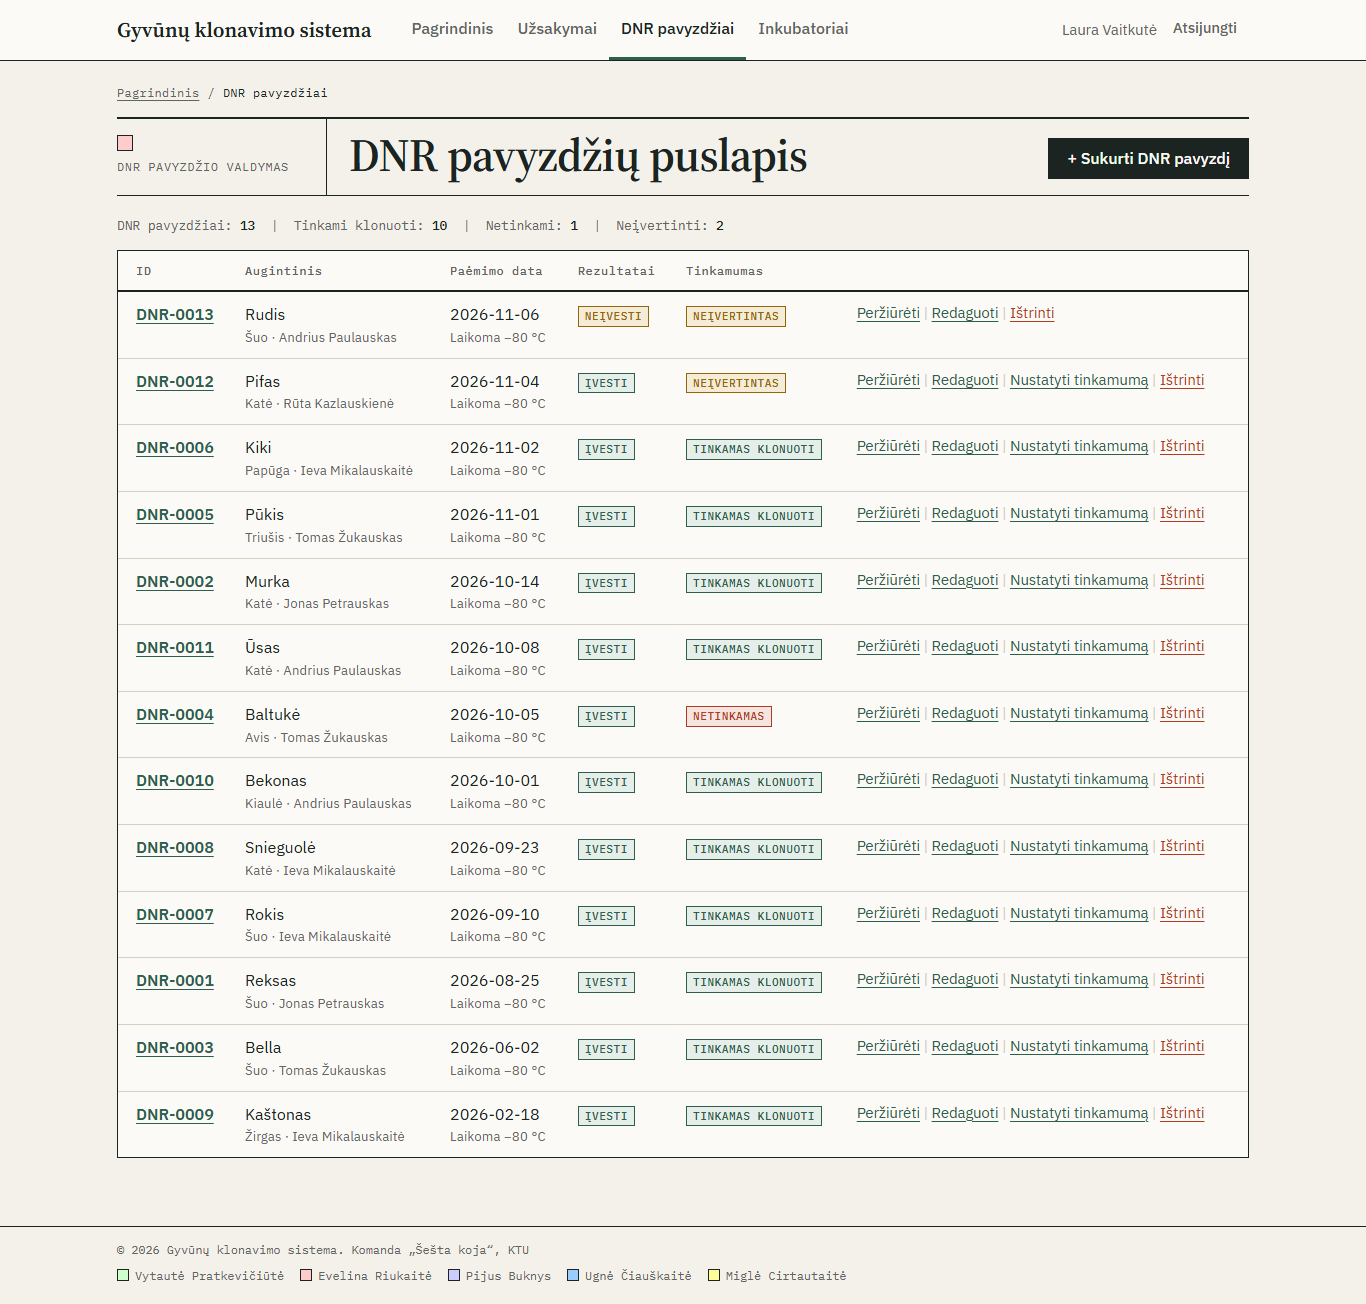 Gyvūnų klonavimo sistema Pagrindinis Užsakymai DNR pavyzdžiai Inkubatoriai Laura Vaitkutė Atsijungti
Pagrindinis / DNR pavyzdžiai
DNR PAVYZDŽIO VALDYMAS
DNR pavyzdžių puslapis
+ Sukurti DNR pavyzdį
DNR pavyzdžiai: 13 | Tinkami klonuoti: 10 | Netinkami: 1 | Neįvertinti: 2
ID Augintinis Paėmimo data Rezultatai Tinkamumas
DNR-0013 Rudis 2026-11-06 NEĮVESTI NEĮVERTINTAS Peržiūrėti | Redaguoti | Ištrinti
Šuo · Andrius Paulauskas Laikoma −80 °C
DNR-0012 Pifas 2026-11-04 ĮVESTI NEĮVERTINTAS Peržiūrėti | Redaguoti | Nustatyti tinkamumą | Ištrinti
Katė · Rūta Kazlauskienė Laikoma −80 °C
DNR-0006 Kiki 2026-11-02 ĮVESTI TINKAMAS KLONUOTI Peržiūrėti | Redaguoti | Nustatyti tinkamumą | Ištrinti
Papūga · Ieva Mikalauskaitė Laikoma −80 °C
DNR-0005 Pūkis 2026-11-01 ĮVESTI TINKAMAS KLONUOTI Peržiūrėti | Redaguoti | Nustatyti tinkamumą | Ištrinti
Triušis · Tomas Žukauskas Laikoma −80 °C
DNR-0002 Murka 2026-10-14 ĮVESTI TINKAMAS KLONUOTI Peržiūrėti | Redaguoti | Nustatyti tinkamumą | Ištrinti
Katė · Jonas Petrauskas Laikoma −80 °C
DNR-0011 Ūsas 2026-10-08 ĮVESTI TINKAMAS KLONUOTI Peržiūrėti | Redaguoti | Nustatyti tinkamumą | Ištrinti
Katė · Andrius Paulauskas Laikoma −80 °C
DNR-0004 Baltukė 2026-10-05 ĮVESTI NETINKAMAS Peržiūrėti | Redaguoti | Nustatyti tinkamumą | Ištrinti
Avis · Tomas Žukauskas Laikoma −80 °C
DNR-0010 Bekonas 2026-10-01 ĮVESTI TINKAMAS KLONUOTI Peržiūrėti | Redaguoti | Nustatyti tinkamumą | Ištrinti
Kiaulė · Andrius Paulauskas Laikoma −80 °C
DNR-0008 Snieguolė 2026-09-23 ĮVESTI TINKAMAS KLONUOTI Peržiūrėti | Redaguoti | Nustatyti tinkamumą | Ištrinti
Katė · Ieva Mikalauskaitė Laikoma −80 °C
DNR-0007 Rokis 2026-09-10 ĮVESTI TINKAMAS KLONUOTI Peržiūrėti | Redaguoti | Nustatyti tinkamumą | Ištrinti
Šuo · Ieva Mikalauskaitė Laikoma −80 °C
DNR-0001 Reksas 2026-08-25 ĮVESTI TINKAMAS KLONUOTI Peržiūrėti | Redaguoti | Nustatyti tinkamumą | Ištrinti
Šuo · Jonas Petrauskas Laikoma −80 °C
DNR-0003 Bella 2026-06-02 ĮVESTI TINKAMAS KLONUOTI Peržiūrėti | Redaguoti | Nustatyti tinkamumą | Ištrinti
Šuo · Tomas Žukauskas Laikoma −80 °C
DNR-0009 Kaštonas 2026-02-18 ĮVESTI TINKAMAS KLONUOTI Peržiūrėti | Redaguoti | Nustatyti tinkamumą | Ištrinti
Žirgas · Ieva Mikalauskaitė Laikoma −80 °C
© 2026 Gyvūnų klonavimo sistema. Komanda „Šešta koja“, KTU
Vytautė Pratkevičiūtė Evelina Riukaitė Pijus Buknys Ugnė Čiauškaitė Miglė Cirtautaitė